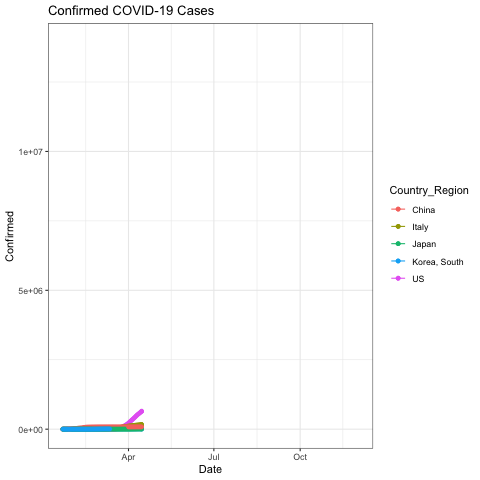 Confirmed COVID-19 Cases
Confirmed
1e+07
5e+06
0e+00
Apr
Jul
Oct
Date
Country_Region
China
Italy
Japan
Korea, South
US